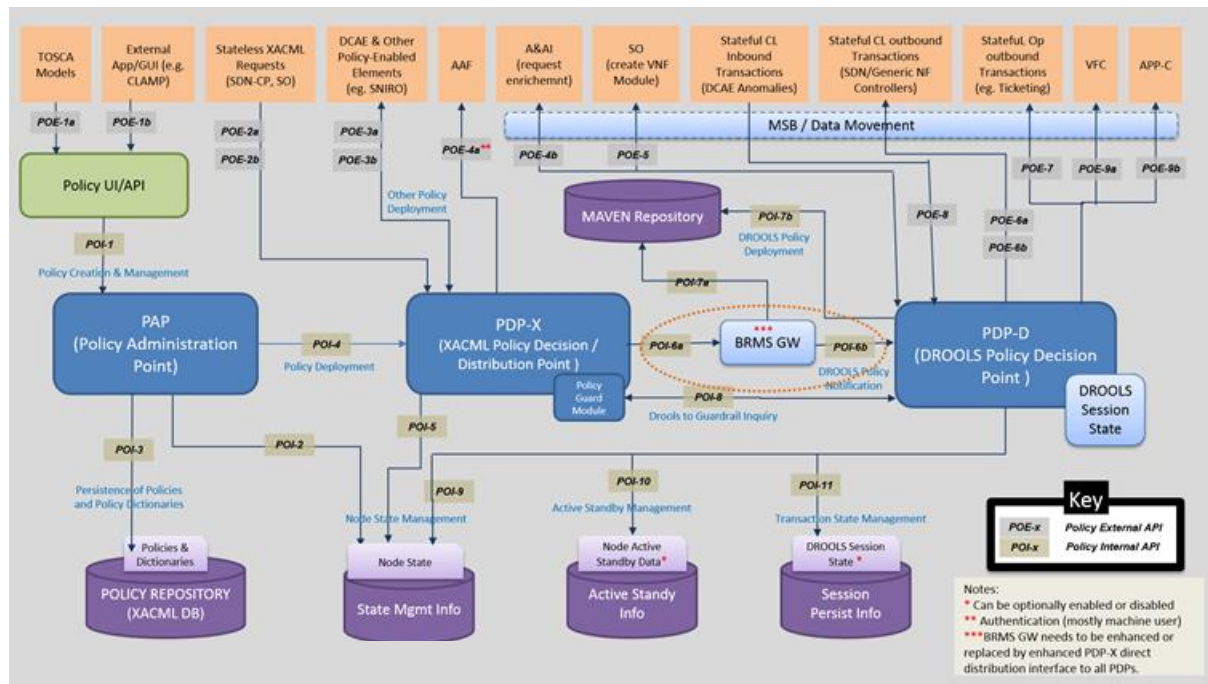 TOSCA
Models
External
App/GUI (e.g.
CLAMP)
Stateless XACML
Requests
(SDN-CP, SO)
DCAE & Other
Policy-Enabled
Elements
(eg. SNIRO)
AAF
A&AI
(request
enrichemnt)
SO
(create VNF
Module)
Stateful CL
Inbound
Transactions
(DCAE Anomalies)
Stateful CL outbound
Transactions
(SDN/Generic NF
Controllers)
StatefuL Op
outbound
Transactions
(eg. Ticketing)
VFC
APP-C
MSB / Data Movement
POE-1a
POE-1b
POE-2a
POE-2b
POE-3a
POE-3b
POE-4a**
POE-4b
POE-5
POE-8
POE-6a
POE-6b
POE-7
POE-9a
POE-9b
Policy UI/API
Other Policy
Deployment
MAVEN Repository
POI-7b
DROOLS Policy
Deployment
POI-1
Policy Creation & Management
POI-7a
PAP
(Policy Administration
Point)
POI-4
Policy Deployment
PDP-X
(XACML Policy Decision /
Distribution Point )
Policy
Guard
Module
POI-6a
***
BRMS GW
POI-6b
DROOLS Policy
Notification
PDP-D
(DROOLS Policy Decision
Point )
DROOLS
Session
State
POI-8
Drools to Guardrail Inquiry
POI-3
POI-2
POI-5
POI-9
POI-10
POI-11
Persistence of Policies
and Policy Dictionaries
Node State Management
Active Standby Management
Transaction State Management
Policies &
Dictionaries
POLICY REPOSITORY
(XACML DB)
Node State
State Mgmt Info
Node Active
Standby Data*
Active Standy
Info
DROOLS Session
State *
Session
Persist Info
Key
POE-x Policy External API
POI-x Policy Internal API
Notes:
* Can be optionally enabled or disabled
** Authentication (mostly machine user)
***BRMS GW needs to be enhanced or
replaced by enhanced PDP-X direct
distribution interface to all PDPs.